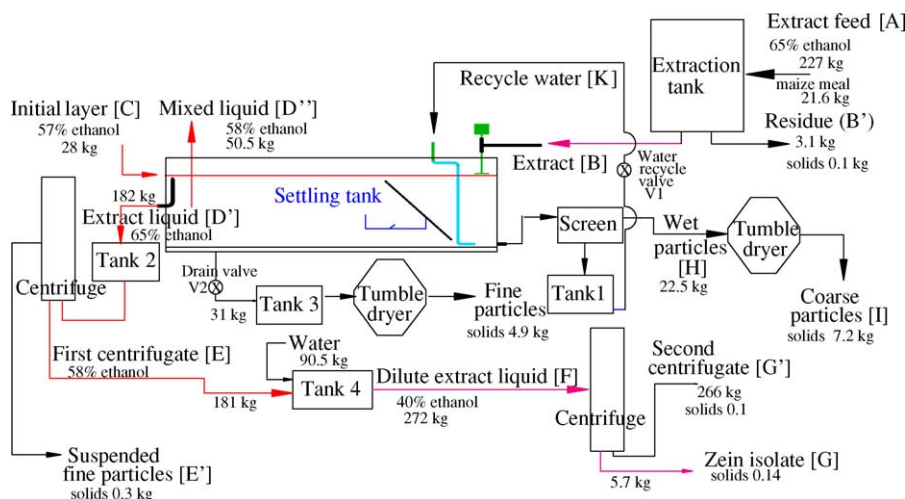 Extract feed [A]
65% ethanol
227 kg
maize meal
21.6 kg
Extraction
tank
Residue (B’)
3.1 kg
solids 0.1 kg
Recycle water [K]
Initial layer [C]
57% ethanol
28 kg
Mixed liquid [D’’]
58% ethanol
50.5 kg
Extract [B]
Water
recycle
valve
V1
182 kg
Extract liquid [D’]
65% ethanol
Settling tank
Screen
Wet
particles
[H]
22.5 kg
Tumble
dryer
Tank 2
Centrifuge
Drain valve
V2
31 kg
Tank 3
Tumble
dryer
Fine
particles
solids 4.9 kg
Tank1
Coarse
particles [I]
solids 7.2 kg
First centrifugate [E]
58% ethanol
181 kg
Water
90.5 kg
Tank 4
Dilute extract liquid [F]
40% ethanol
272 kg
Centrifuge
Second
centrifugate [G’]
266 kg
solids 0.1
Suspended
fine particles [E’]
solids 0.3 kg
5.7 kg
Zein isolate [G]
solids 0.14